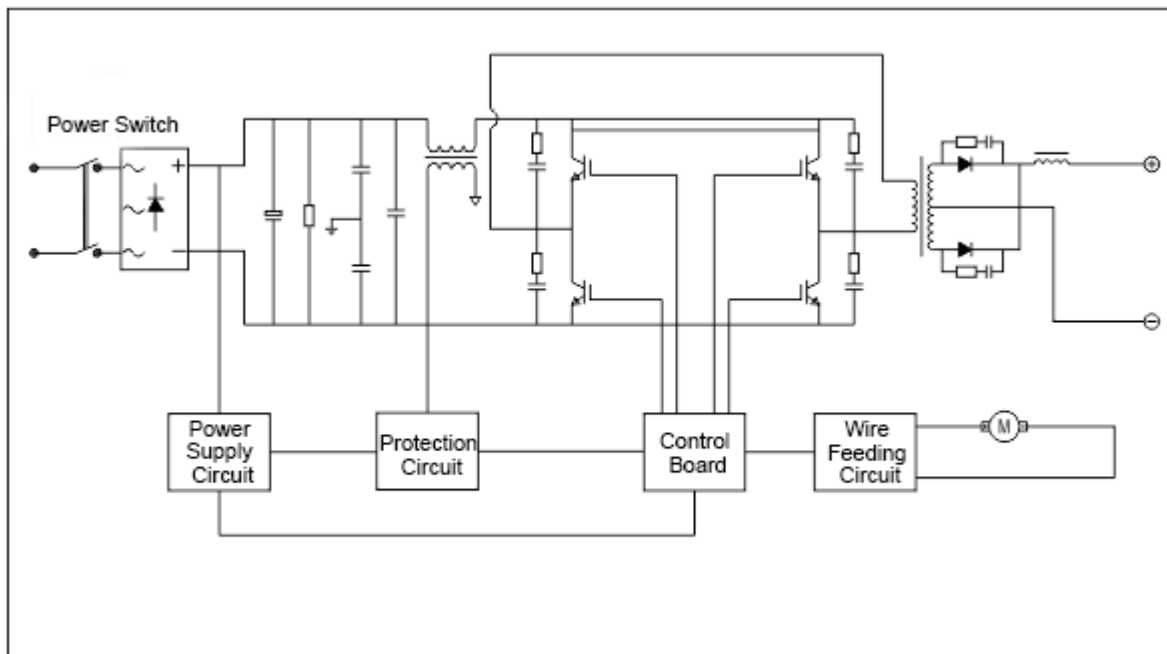 Power Switch
+
−
Power
Supply
Circuit
Protection
Circuit
Control
Board
Wire
Feeding
Circuit
M
+
−